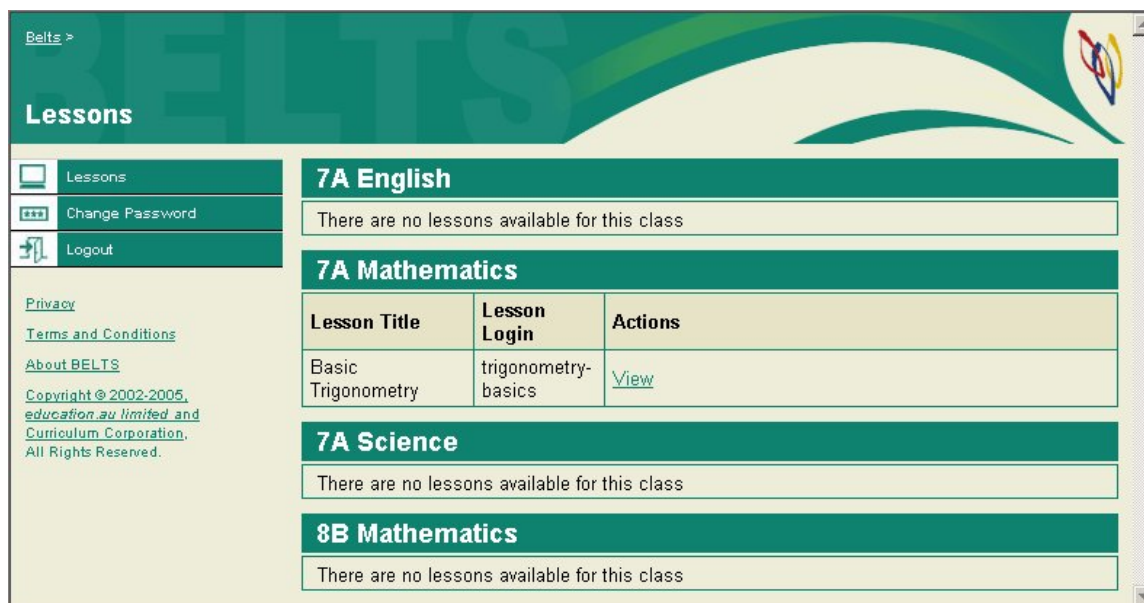 BELTS
Belts >
Lessons
Lessons
Change Password
Logout
Privacy
Terms and Conditions
About BELTS
Copyright © 2002-2005,
education.au limited and
Curriculum Corporation,
All Rights Reserved.
7A English
There are no lessons available for this class
7A Mathematics
Lesson Title
Lesson
Login
Actions
Basic
Trigonometry
trigonometry-
basics
View
7A Science
There are no lessons available for this class
8B Mathematics
There are no lessons available for this class